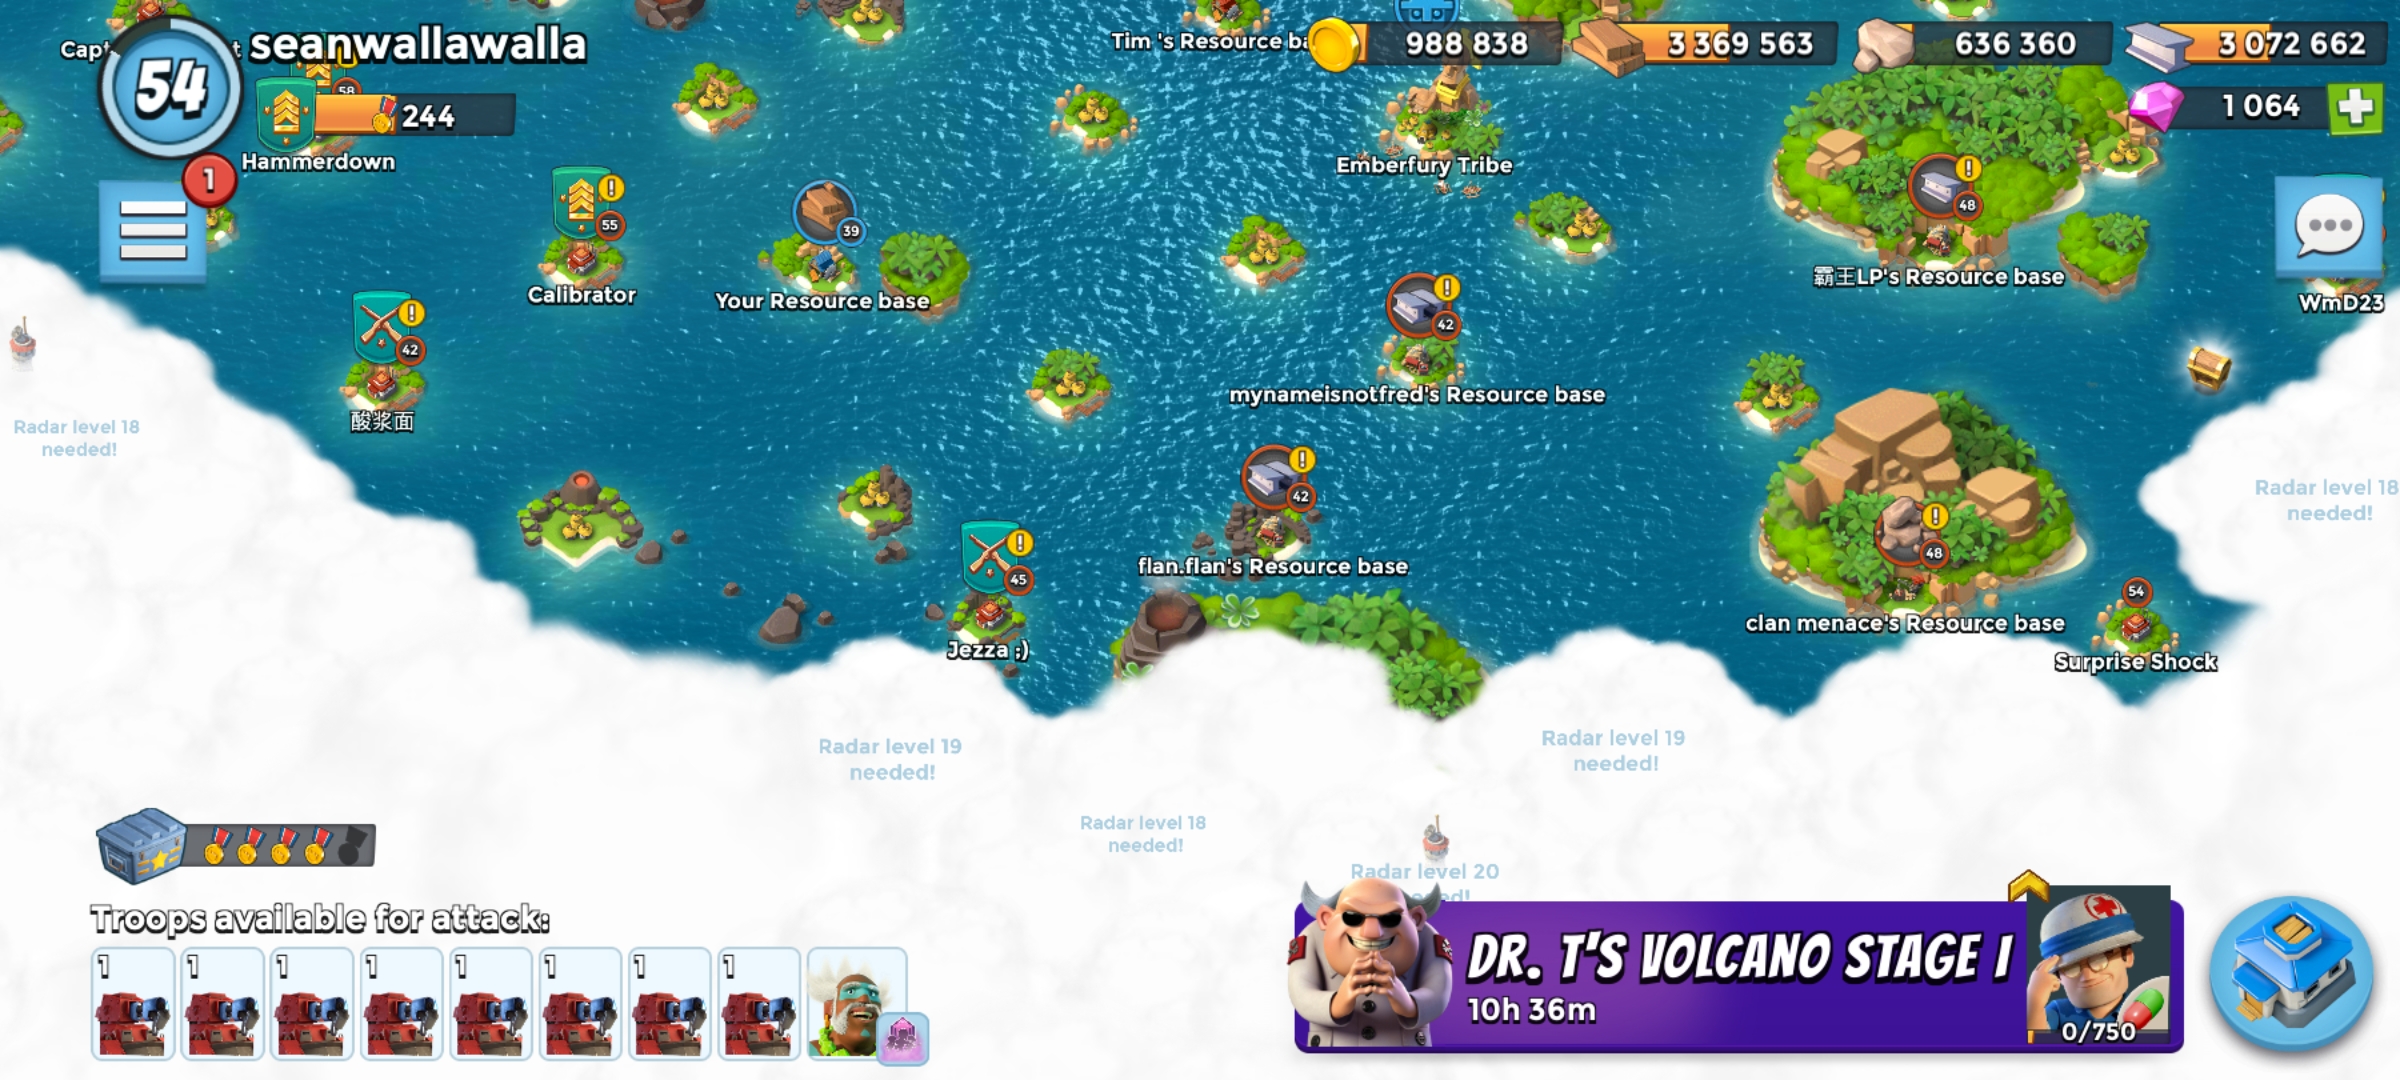 seanwallawalla
54
58
244
Hammerdown
1
Tim 's Resource
988 838
3 369 563
636 360
3 072 662
1 064
Emberfury Tribe
55
Calibrator
39
Your Resource base
48
霸王LP's Resource base
WmD23
42
酸浆面
42
mynameisnotfred's Resource base
Radar level 18
needed!
42
flan.flan's Resource base
45
Jezza ;)
48
clan menace's Resource base
54
Surprise Shock
Radar level 18
needed!
Radar level 19
needed!
Radar level 19
needed!
Radar level 18
needed!
Radar level 20
Troops available for attack:
1
1
1
1
1
1
1
1
DR. T'S VOLCANO STAGE I
10h 36m
0/750